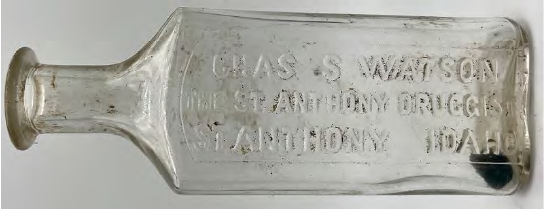 CHAS S WATSON
THE ST. ANTHONY DRUGGIST
ST ANTHONY IDAHO